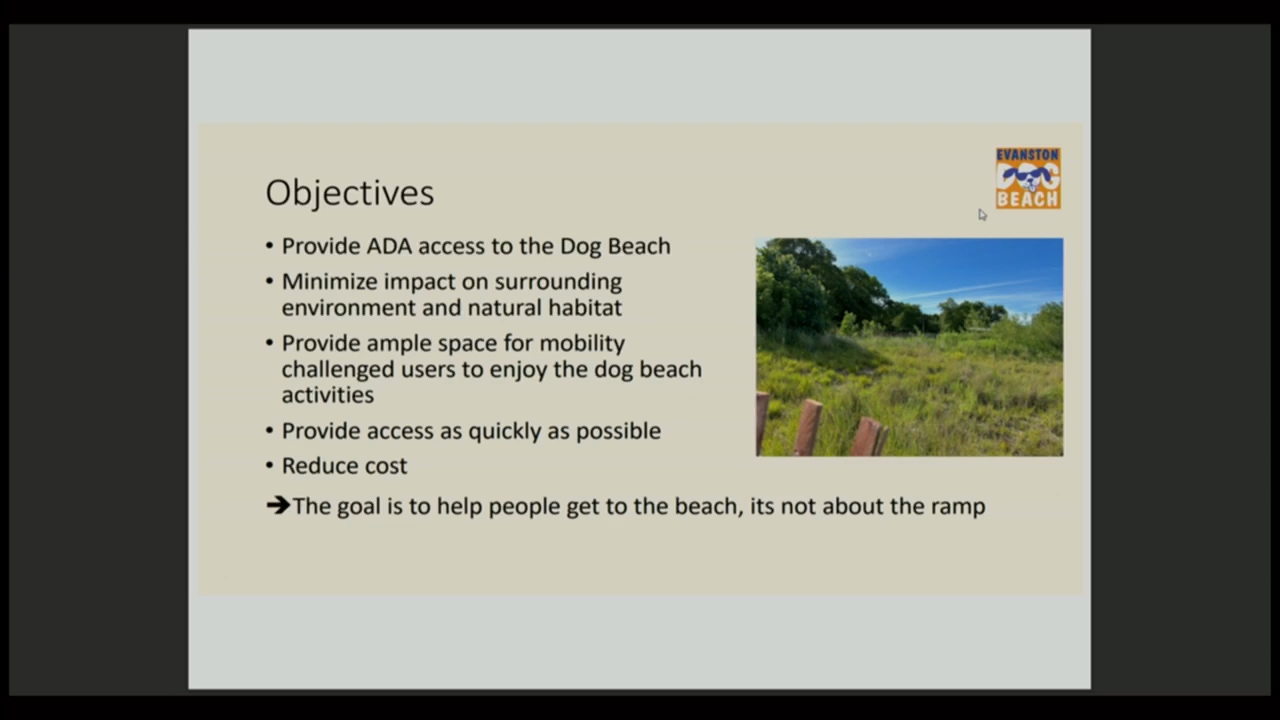 EVANSTON
DOG
BEACH
Objectives
• Provide ADA access to the Dog Beach
• Minimize impact on surrounding
environment and natural habitat
• Provide ample space for mobility
challenged users to enjoy the dog beach
activities
• Provide access as quickly as possible
• Reduce cost
➔The goal is to help people get to the beach, its not about the ramp